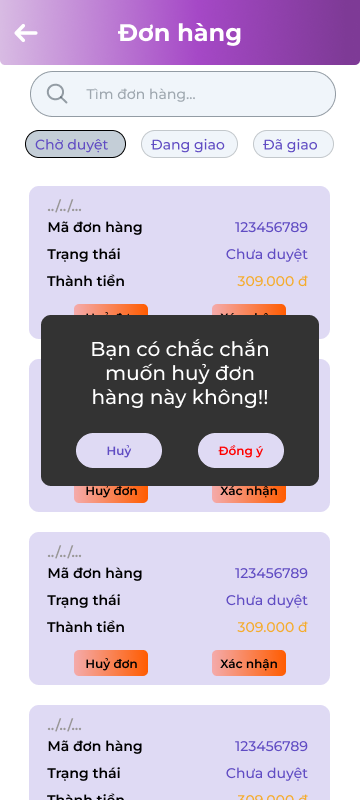 Đơn hàng
Tìm đơn hàng...
Chờ duyệt
Đang giao
Đã giao
../../...
Mã đơn hàng 123456789
Trạng thái Chưa duyệt
Thành tiền 309.000 đ
Bạn có chắc chắn
muốn huỷ đơn
hàng này không!!
Huỷ
Đồng ý
Huỷ đơn
Xác nhận
../../...
Mã đơn hàng 123456789
Trạng thái Chưa duyệt
Thành tiền 309.000 đ
Huỷ đơn
Xác nhận
../../...
Mã đơn hàng 123456789
Trạng thái Chưa duyệt
Thành tiền 309.000 đ